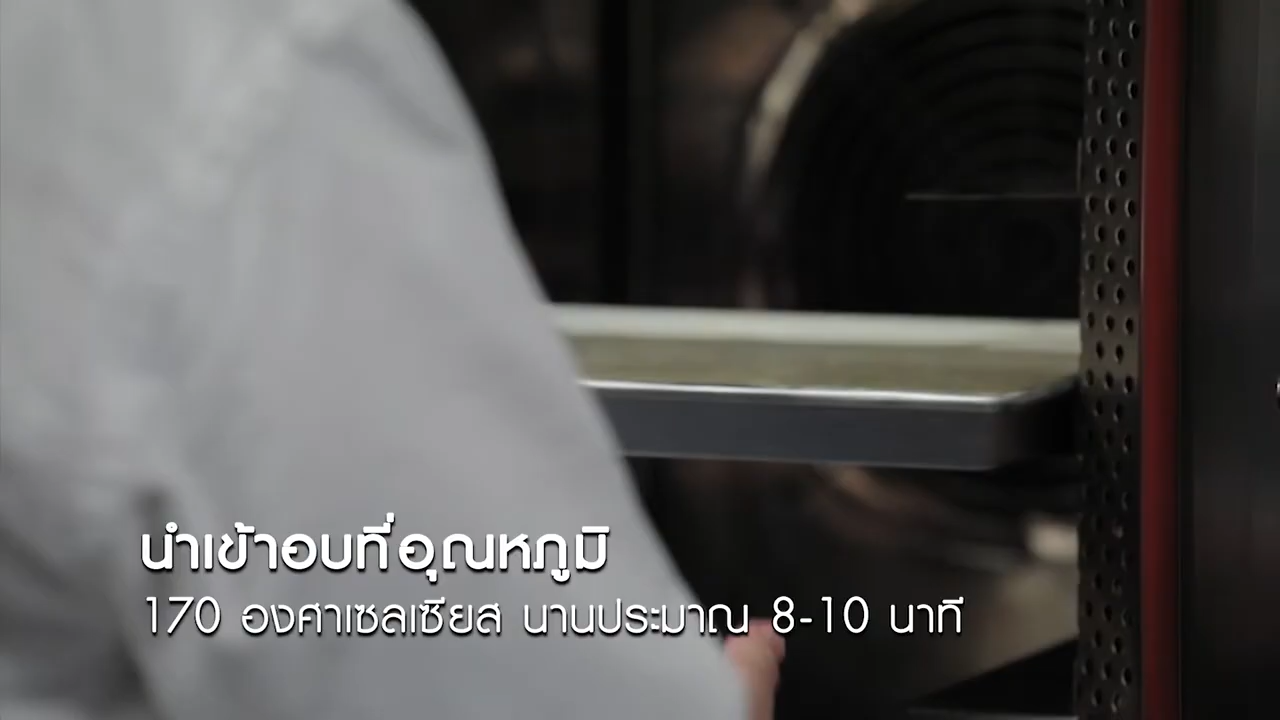 นำเข้าอบที่อุณหภูมิ
170 องศาเซลเซียส นานประมาณ 8-10 นาที